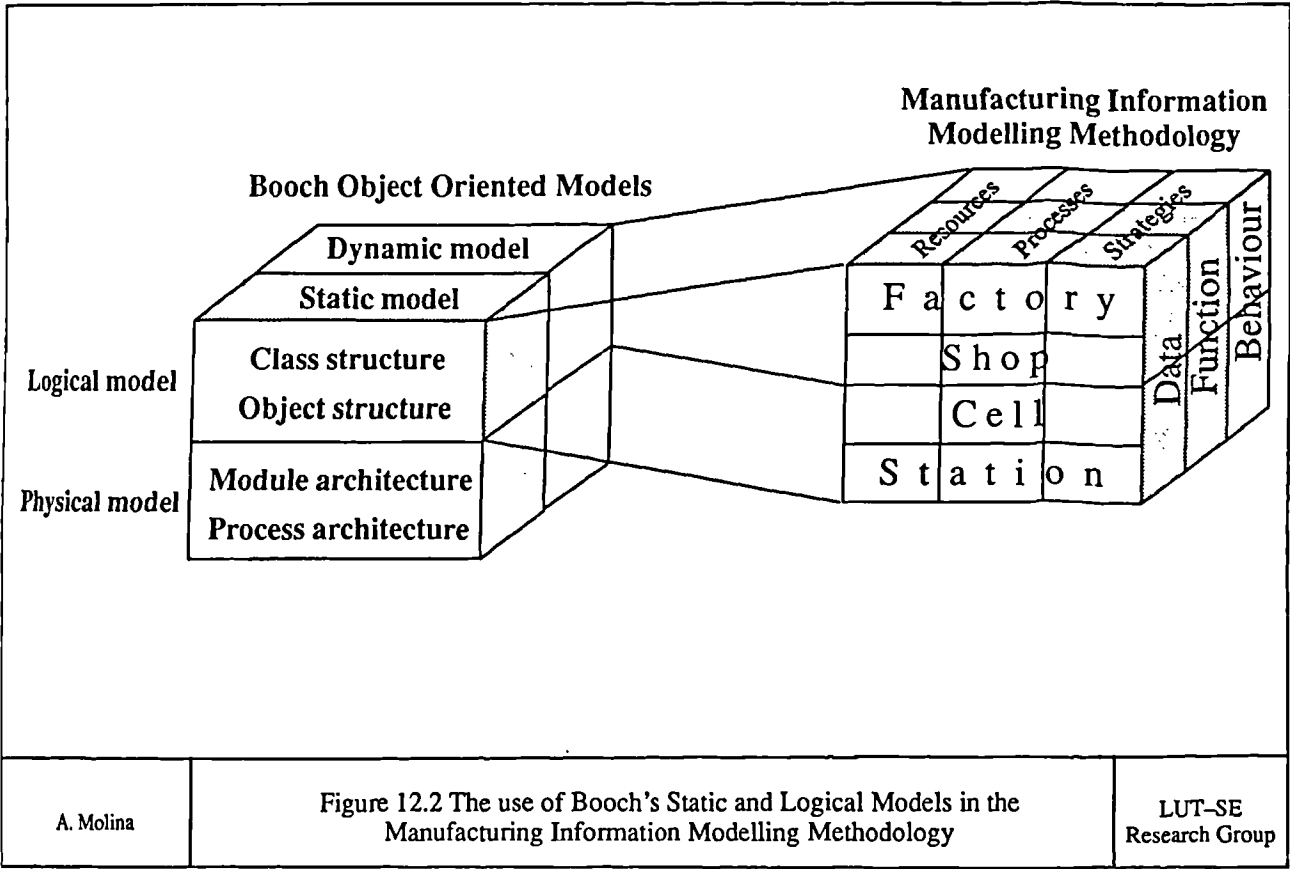 Manufacturing Information
Modelling Methodology
Booch Object Oriented Models
Dynamic model
Static model
Class structure
Object structure
Module architecture
Process architecture
Logical model
Physical model
Resources
Processes
Strategies
Factory
Shop
Cell
Station
Data
Function
Behaviour
A. Molina
Figure 12.2 The use of Booch's Static and Logical Models in the
Manufacturing Information Modelling Methodology
LUT–SE
Research Group